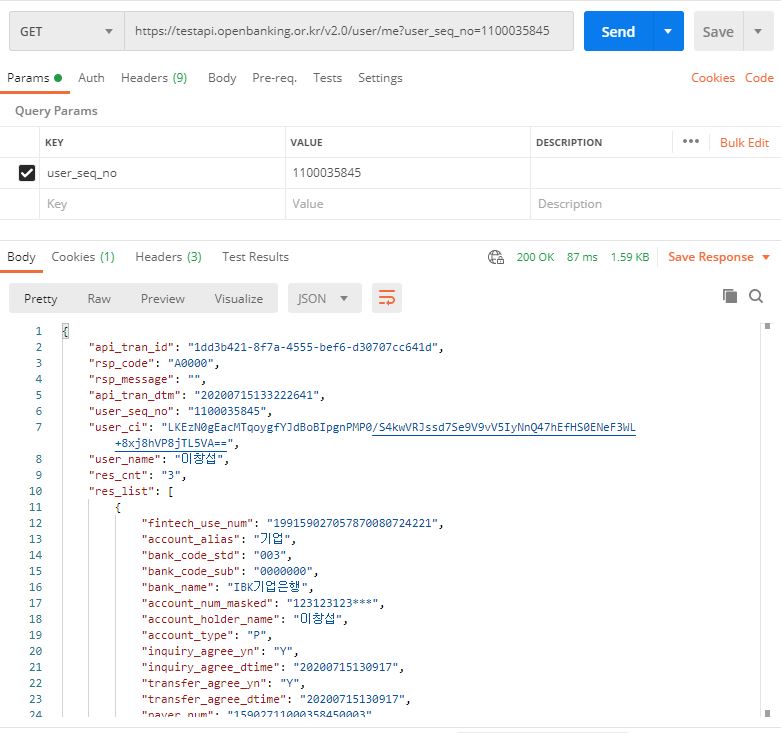 GET https://testapi.openbanking.or.kr/v2.0/user/me?user_seq_no=1100035845 Send Save
Params Auth Headers (9) Body Pre-req. Tests Settings Cookies Code
Query Params
KEY VALUE DESCRIPTION ••• Bulk Edit
user_seq_no 1100035845
Key Value Description
Body Cookies (1) Headers (3) Test Results 200 OK 87 ms 1.59 KB Save Response
Pretty Raw Preview Visualize JSON
1 {
2 "api_tran_id": "1dd3b421-8f7a-4555-bef6-d30707cc641d",
3 "rsp_code": "A0000",
4 "rsp_message": "",
5 "api_tran_dtm": "20200715133222641",
6 "user_seq_no": "1100035845",
7 "user_ci": "LKEzN0gEacMTqoygfYJdBoBIpgnPMP0/S4kwVRJssd7Se9V9vV5IyNnQ47hEfHS0ENeF3WL
+8xj8hVP8jTL5VA==",
8 "user_name": "이창섭",
9 "res_cnt": "3",
10 "res_list": [
11 {
12 "fintech_use_num": "199159027057870080724221",
13 "account_alias": "기업",
14 "bank_code_std": "003",
15 "bank_code_sub": "0000000",
16 "bank_name": "IBK기업은행",
17 "account_num_masked": "123123123***",
18 "account_holder_name": "이창섭",
19 "account_type": "P",
20 "inquiry_agree_yn": "Y",
21 "inquiry_agree_dtime": "20200715130917",
22 "transfer_agree_yn": "Y",
23 "transfer_agree_dtime": "20200715130917",
24 "payer_num": "15902711000358450003"